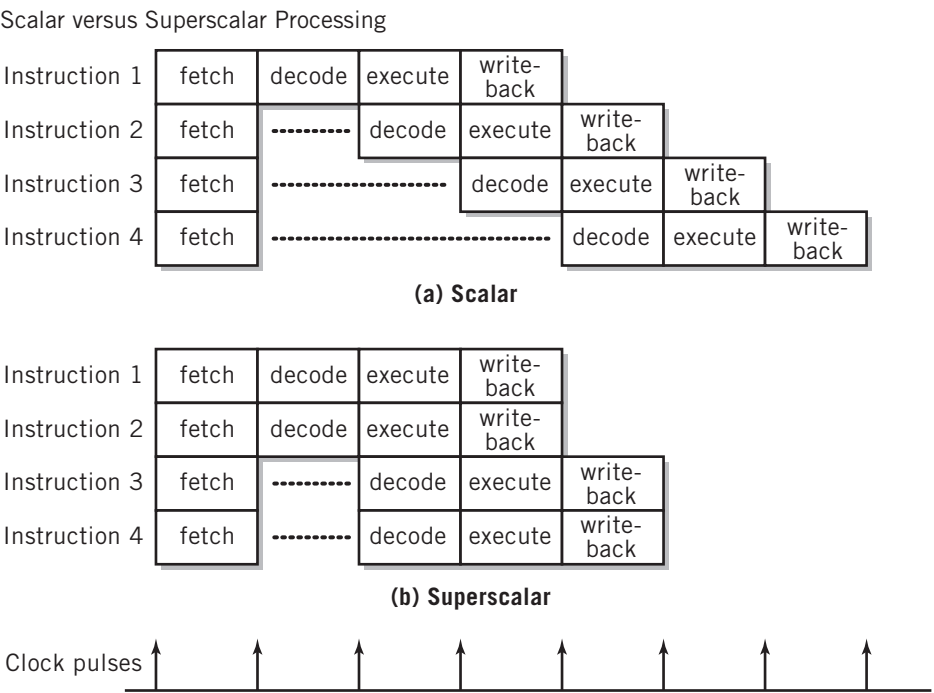 Scalar versus Superscalar Processing
Instruction 1 fetch decode execute write-
back
Instruction 2 fetch decode execute write-
back
Instruction 3 fetch decode execute write-
back
Instruction 4 fetch decode execute write-
back
(a) Scalar
Instruction 1 fetch decode execute write-
back
Instruction 2 fetch decode execute write-
back
Instruction 3 fetch decode execute write-
back
Instruction 4 fetch decode execute write-
back
(b) Superscalar
Clock pulses